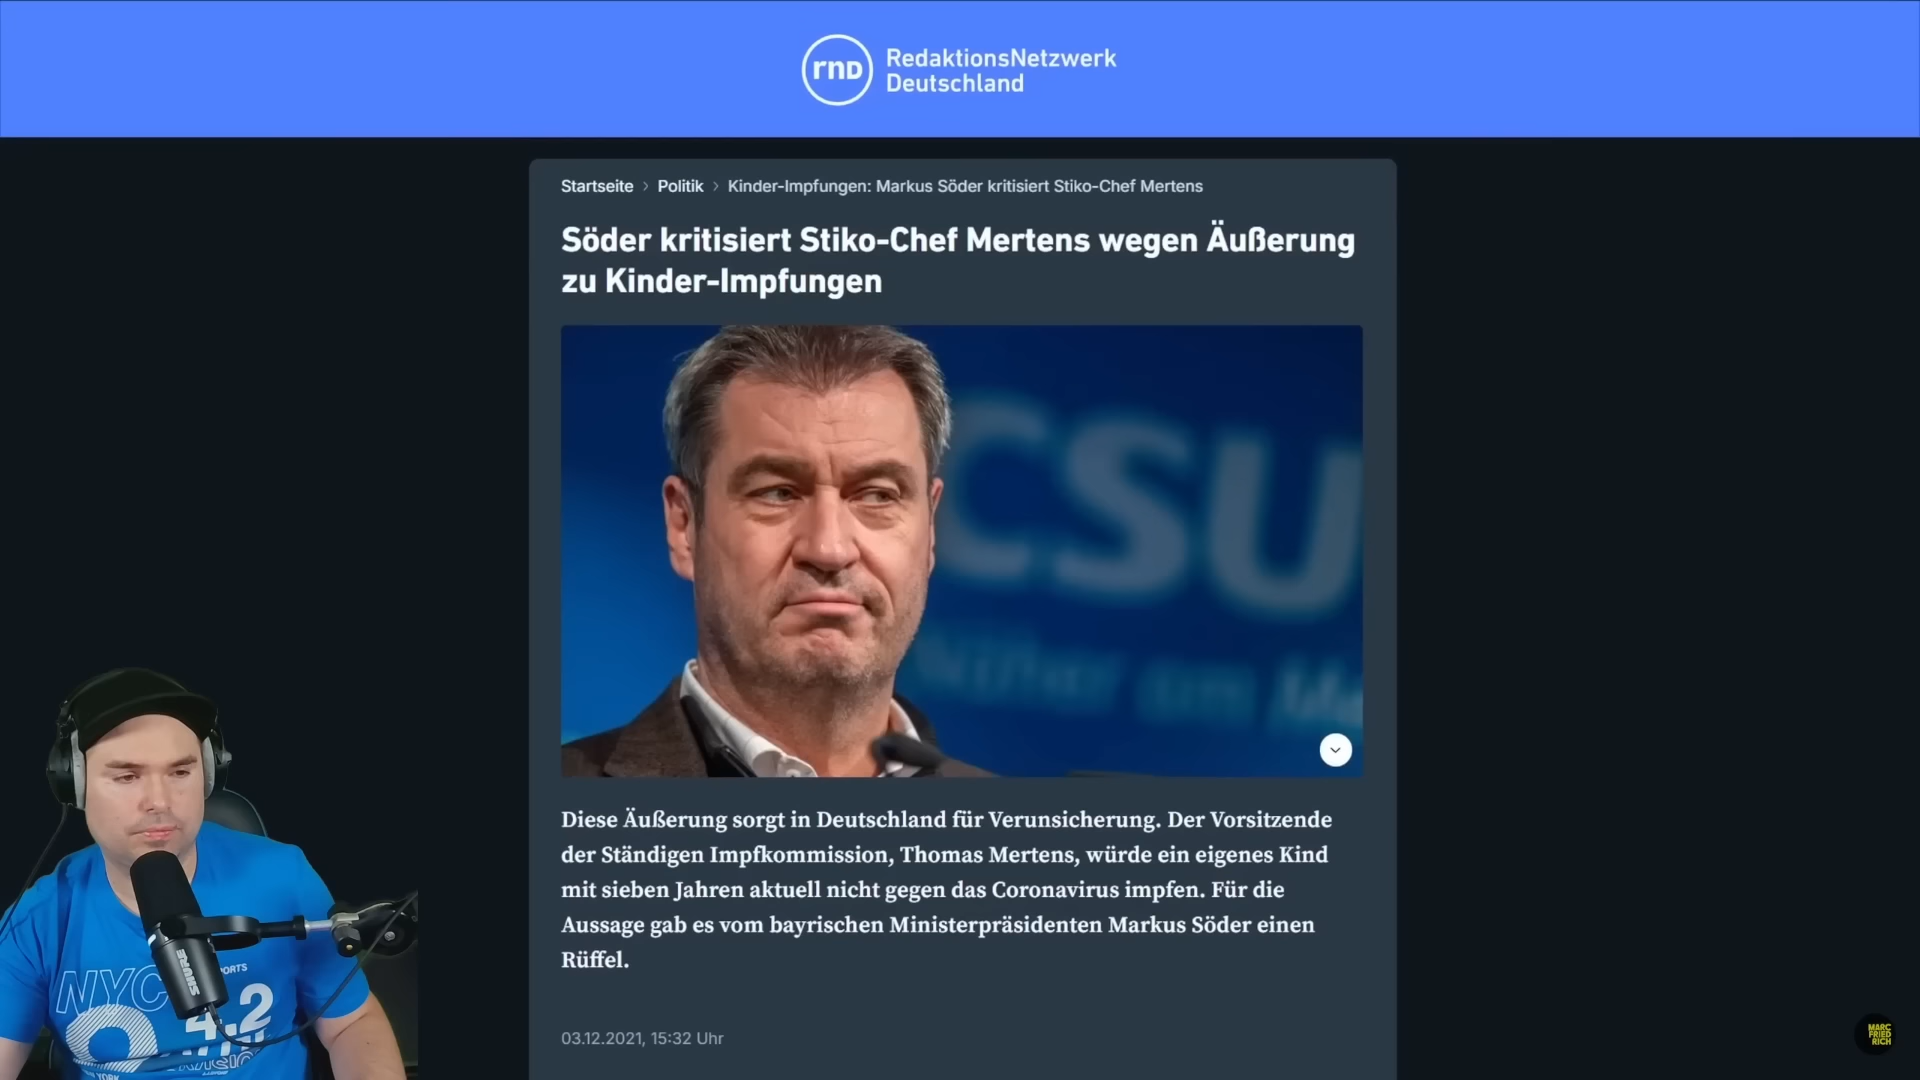 rnd RedaktionsNetzwerk
Deutschland
Startseite > Politik > Kinder-Impfungen: Markus Söder kritisiert Stiko-Chef Mertens
Söder kritisiert Stiko-Chef Mertens wegen Äußerung
zu Kinder-Impfungen
CSU
Diese Äußerung sorgt in Deutschland für Verunsicherung. Der Vorsitzende
der Ständigen Impfkommission, Thomas Mertens, würde ein eigenes Kind
mit sieben Jahren aktuell nicht gegen das Coronavirus impfen. Für die
Aussage gab es vom bayrischen Ministerpräsidenten Markus Söder einen
Rüffel.
03.12.2021, 15:32 Uhr
SHURE
NYC
4.2
MARC
FRIED
RICH